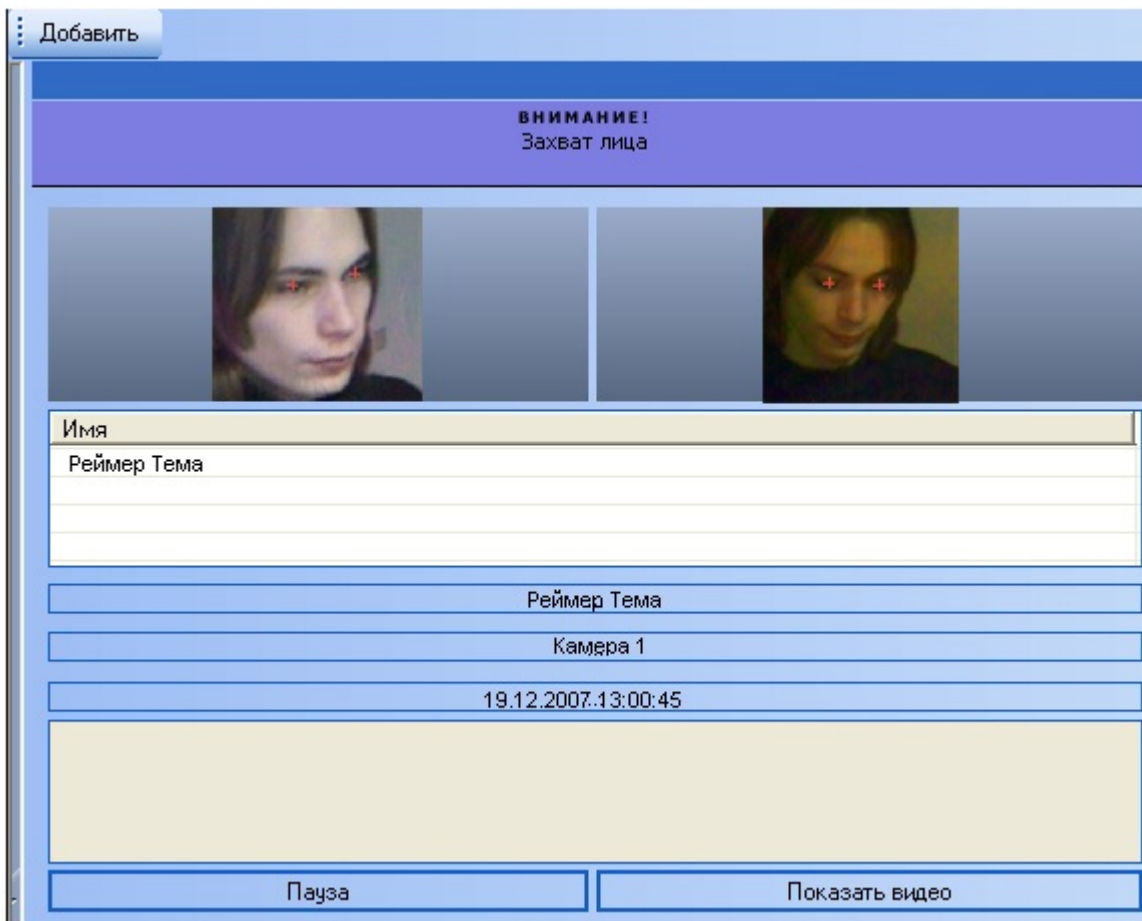 Добавить
ВНИМАНИЕ!
Захват лица
Имя
Реймер Тема
Реймер Тема
Камера 1
19.12.2007 13:00:45
Пауза
Показать видео